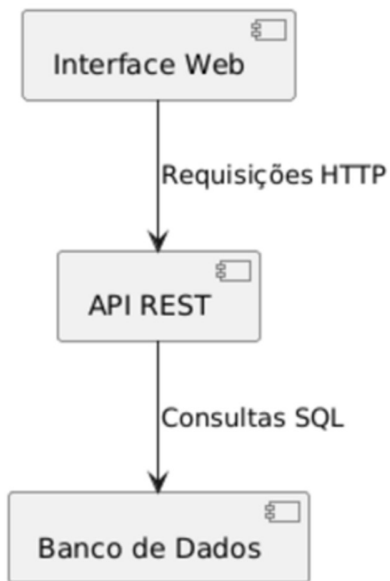 Interface Web
Requisições HTTP
API REST
Consultas SQL
Banco de Dados